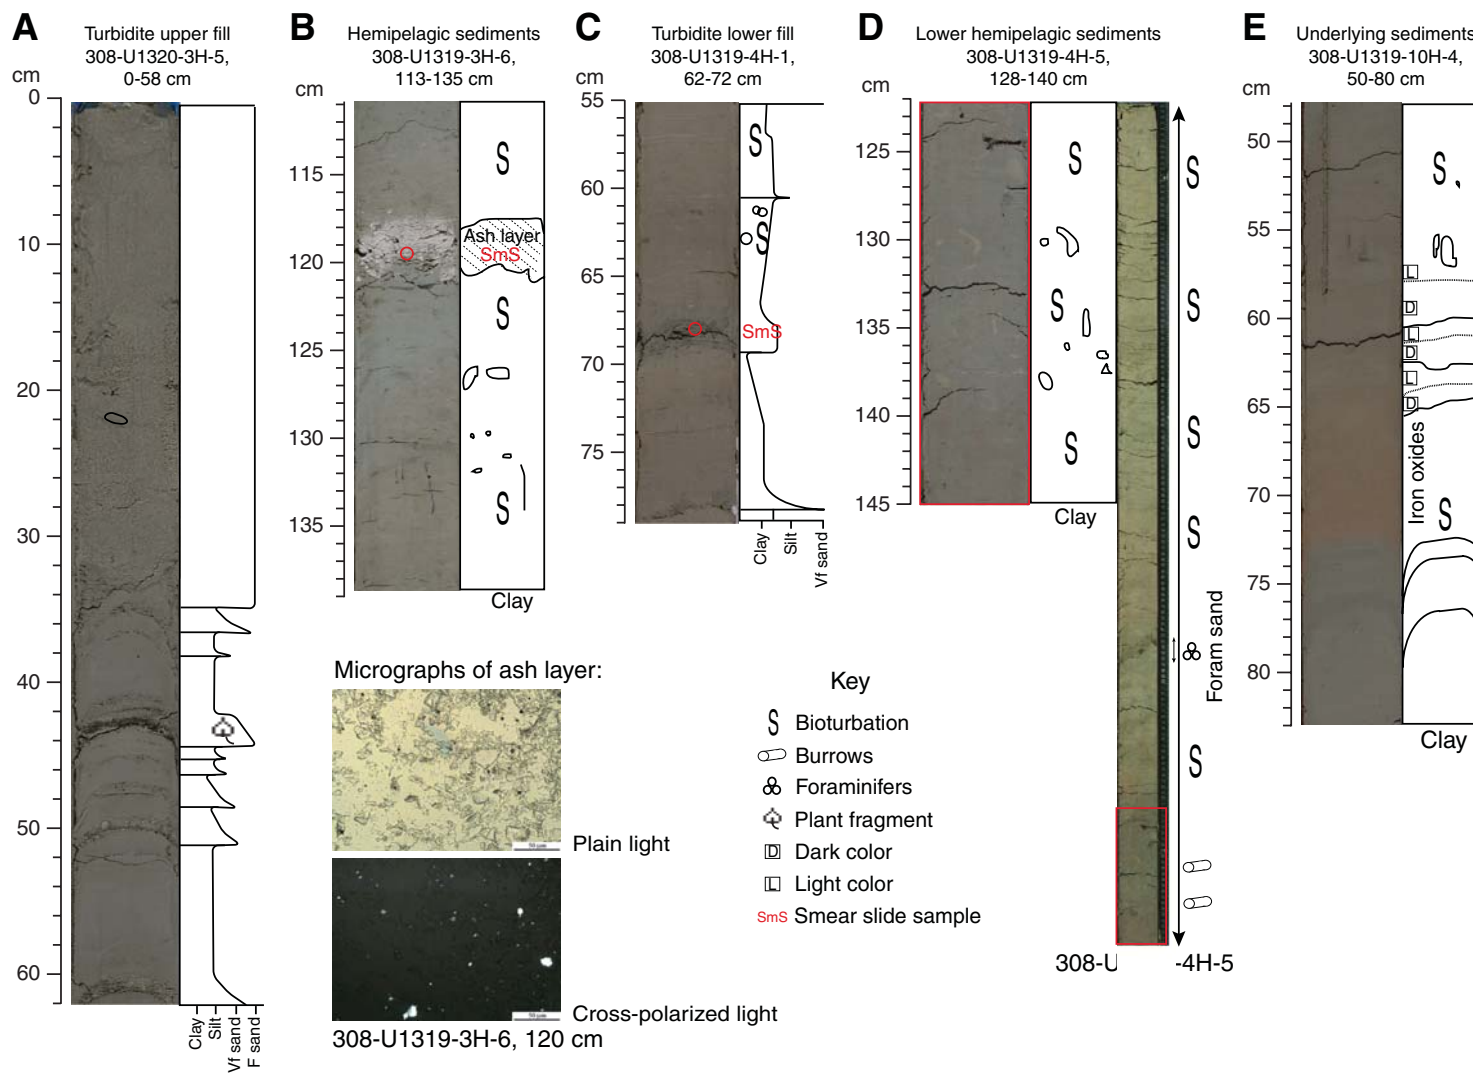 A
Turbidite upper fill
308-U1320-3H-5,
0-58 cm
cm
0
10
20
30
40
50
60
Clay
Silt
Vf sand
F sand
B
Hemipelagic sediments
308-U1319-3H-6,
113-135 cm
cm
115
120
125
130
135
S
Ash layer
SmS
S
S
Clay
Micrographs of ash layer:
Plain light
Cross-polarized light
308-U1319-3H-6, 120 cm
C
Turbidite lower fill
308-U1319-4H-1,
62-72 cm
cm
55
60
65
70
75
S
S
SmS
Clay
Silt
Vf sand
Key
S Bioturbation
Burrows
Foraminifers
Plant fragment
D Dark color
L Light color
SmS Smear slide sample
D
Lower hemipelagic sediments
308-U1319-4H-5,
128-140 cm
cm
125
130
135
140
145
S
S
S
Clay
S
S
S
S
S
Foram sand
308-U
-4H-5
E
Underlying sediments
308-U1319-10H-4,
50-80 cm
cm
50
55
60
65
70
75
80
S
L
D
L
D
L
D
Iron oxides
S
Clay